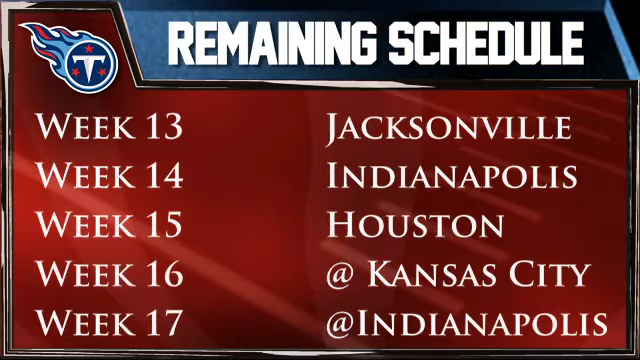 REMAINING SCHEDULE
WEEK 13 JACKSONVILLE
WEEK 14 INDIANAPOLIS
WEEK 15 HOUSTON
WEEK 16 @ KANSAS CITY
WEEK 17 @INDIANAPOLIS